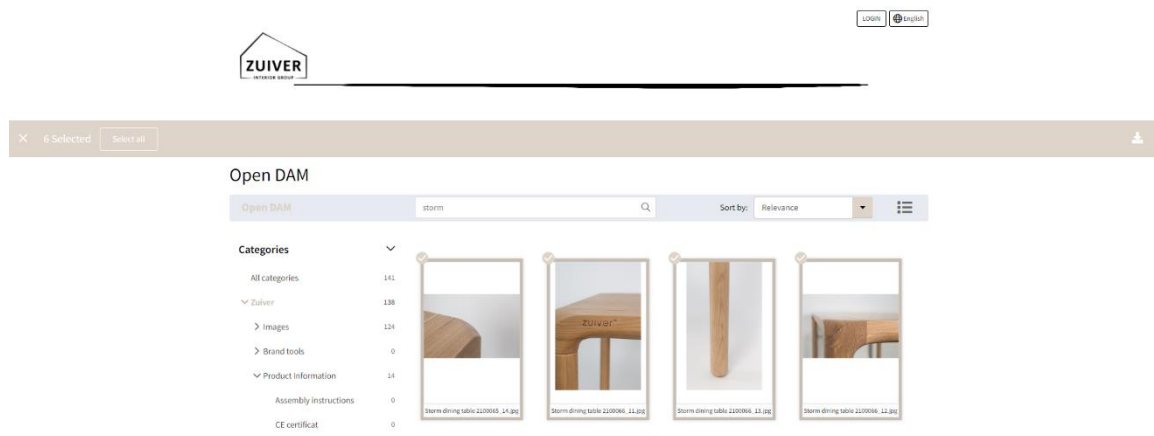 LOGIN English
ZUIVER
INTERIOR GROUP
6 Selected Select all
Open DAM
Open DAM storm Sort by: Relevance
Categories
All categories 141
Zuiver 138
Images 124
Brand tools 0
Product Information 14
Assembly instructions 0
CE certificat 0
ZUIVER
Storm dining table 2100065_14.jpg
Storm dining table 2100066_11.jpg
Storm dining table 2100066_13.jpg
Storm dining table 2100066_12.jpg